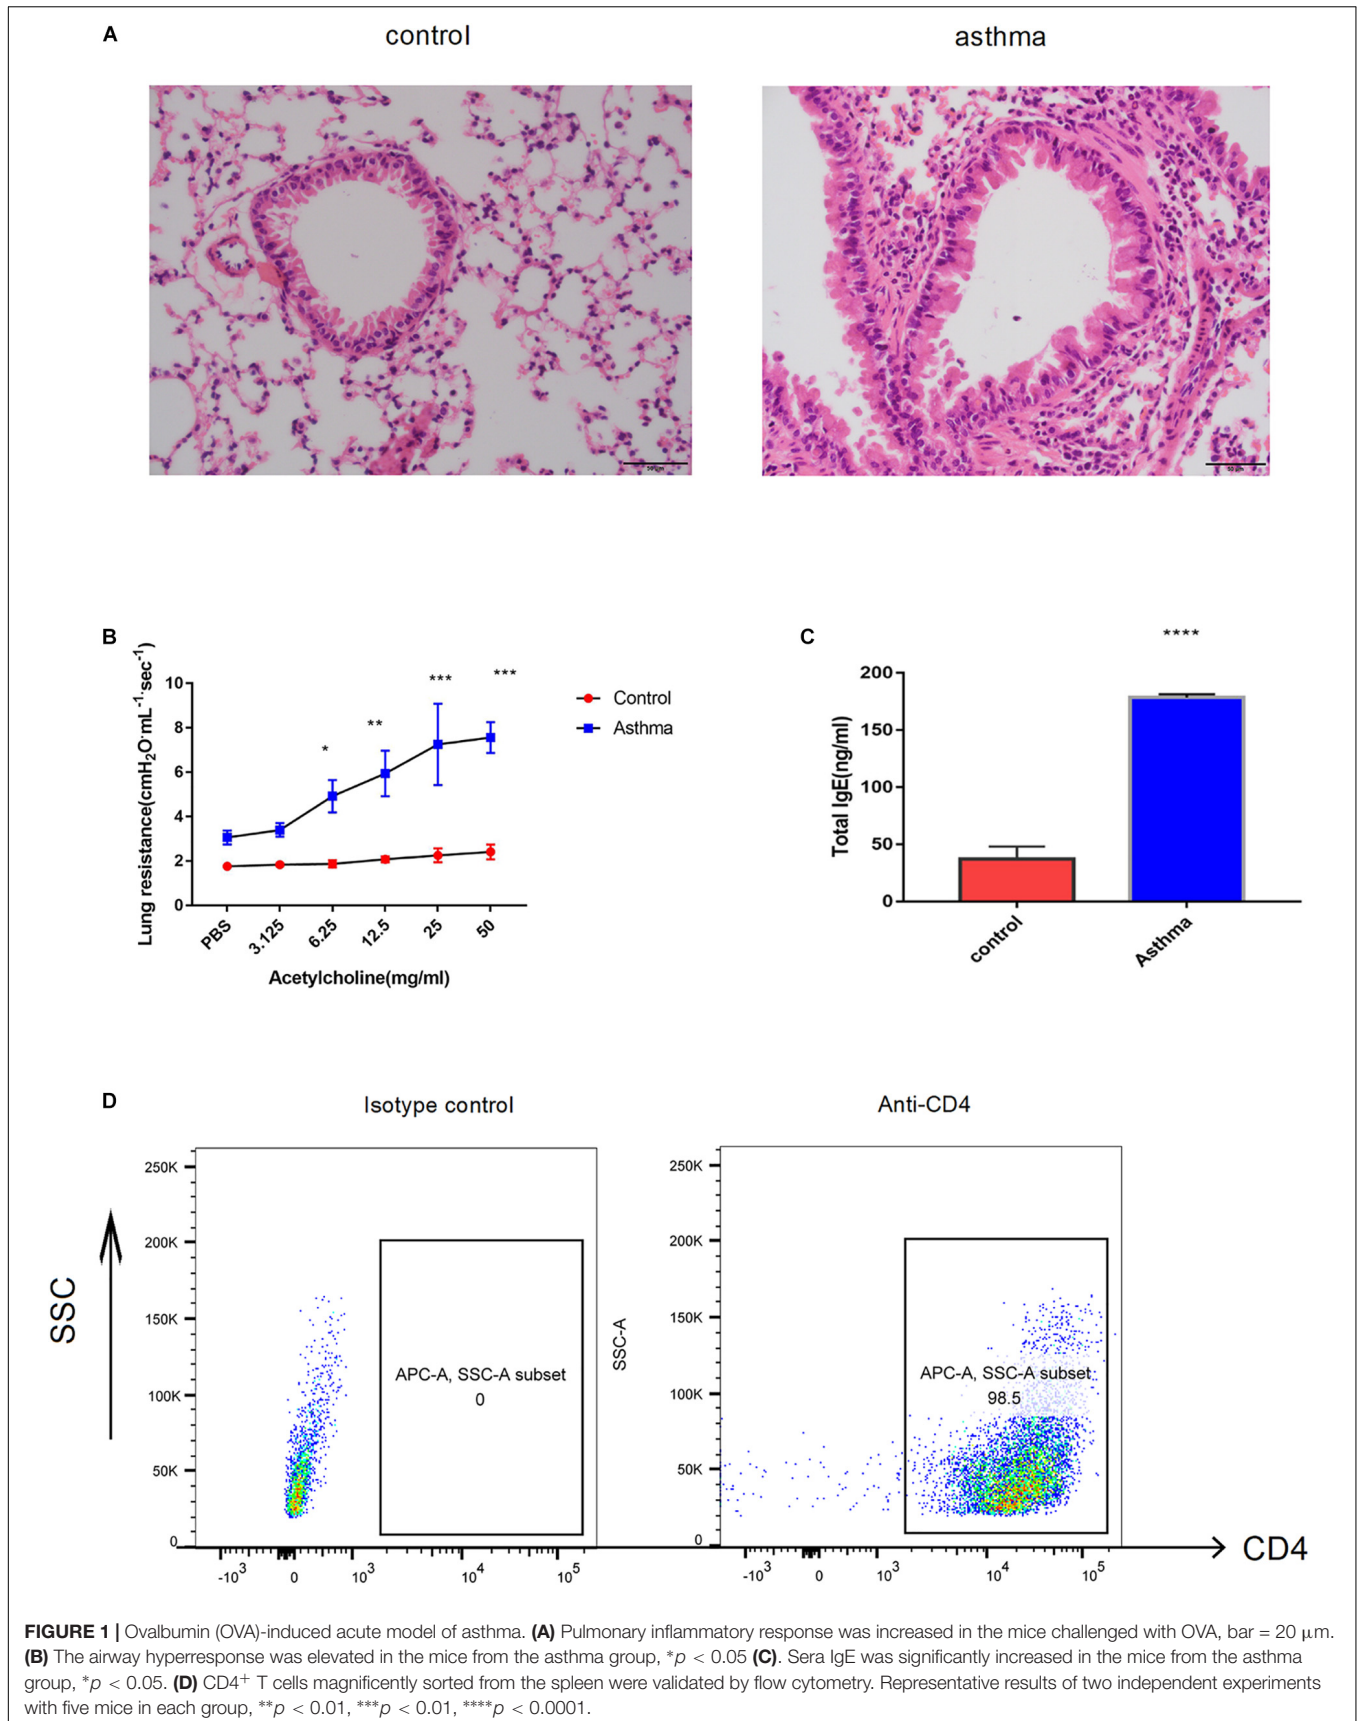 A
control
asthma
50 μm
B
C
Lung resistance(cmH₂O·mL⁻¹·sec⁻¹)
10
8
6
4
2
0
*
**
***
***
Control
Asthma
PBS
3.125
6.25
12.5
25
50
Acetylcholine(mg/ml)
****
Total IgE(ng/ml)
200
150
100
50
0
control
Asthma
D
Isotype control
Anti-CD4
SSC
250K
200K
150K
100K
50K
0
APC-A, SSC-A subset
0
-10³
0
10³
10⁴
10⁵
SSC-A
250K
200K
150K
100K
50K
0
APC-A, SSC-A subset
98.5
-10³
0
10³
10⁴
10⁵
CD4
FIGURE 1 | Ovalbumin (OVA)-induced acute model of asthma. (A) Pulmonary inflammatory response was increased in the mice challenged with OVA, bar = 20 μm.
(B) The airway hyperresponse was elevated in the mice from the asthma group, *p < 0.05 (C). Sera IgE was significantly increased in the mice from the asthma
group, *p < 0.05. (D) CD4⁺ T cells magnificently sorted from the spleen were validated by flow cytometry. Representative results of two independent experiments
with five mice in each group, **p < 0.01, ***p < 0.01, ****p < 0.0001.